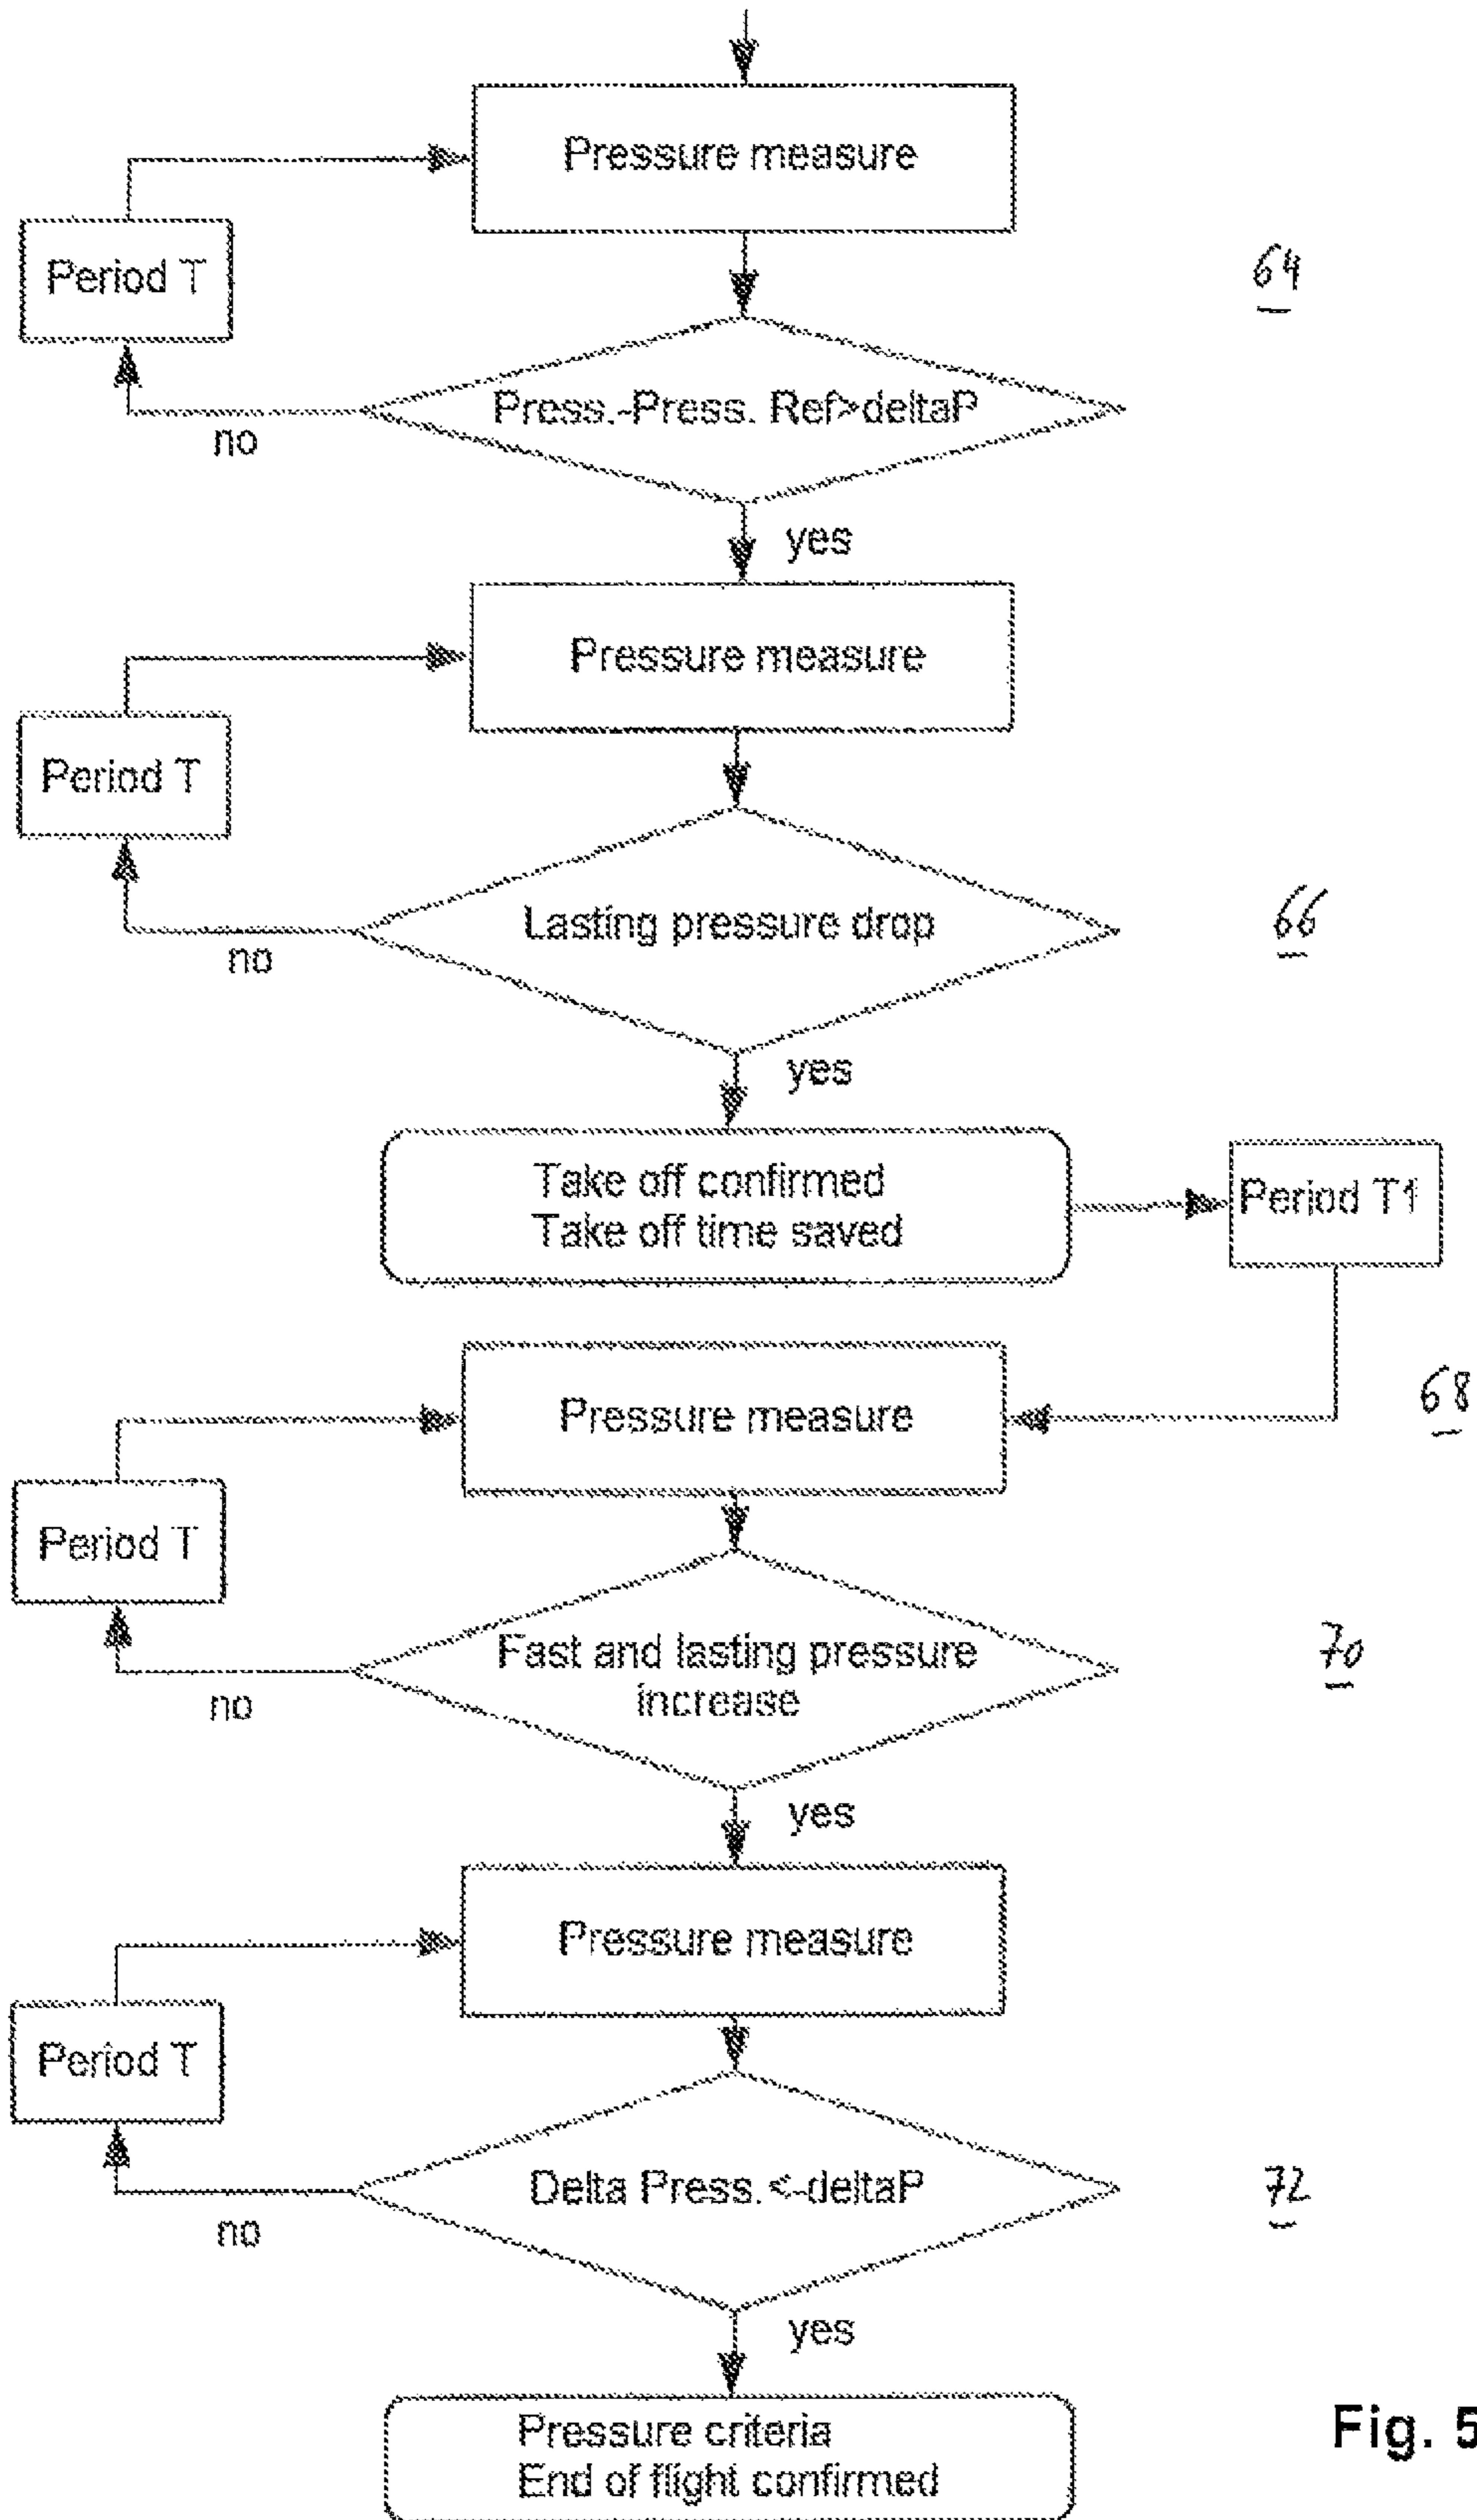 Pressure measure
Period T
64
Press.-Press. Ref>deltaP
no
yes
Pressure measure
Period T
Lasting pressure drop
66
no
yes
Take off confirmed
Take off time saved
Period T1
Pressure measure
68
Period T
Fast and lasting pressure
increase
70
no
yes
Pressure measure
Period T
Delta Press.<-deltaP
72
no
yes
Pressure criteria
End of flight confirmed
Fig. 5